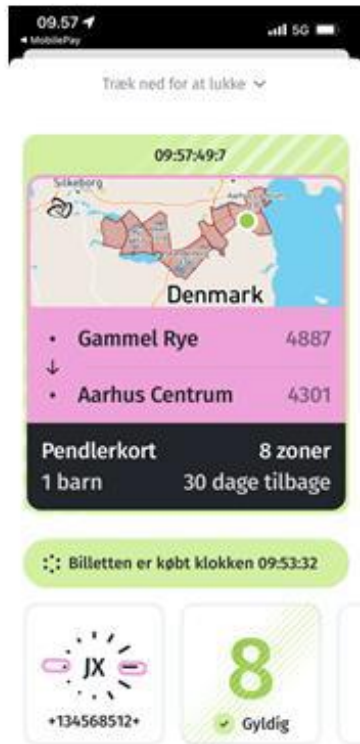 09.57
5G
MobilePay
Træk ned for at lukke
09:57:49:7
Silkeborg
Denmark
Gammel Rye 4887
Aarhus Centrum 4301
Pendlerkort 8 zoner
1 barn 30 dage tilbage
Billetten er købt klokken 09:53:32
JX
+134568512+
8
Gyldig